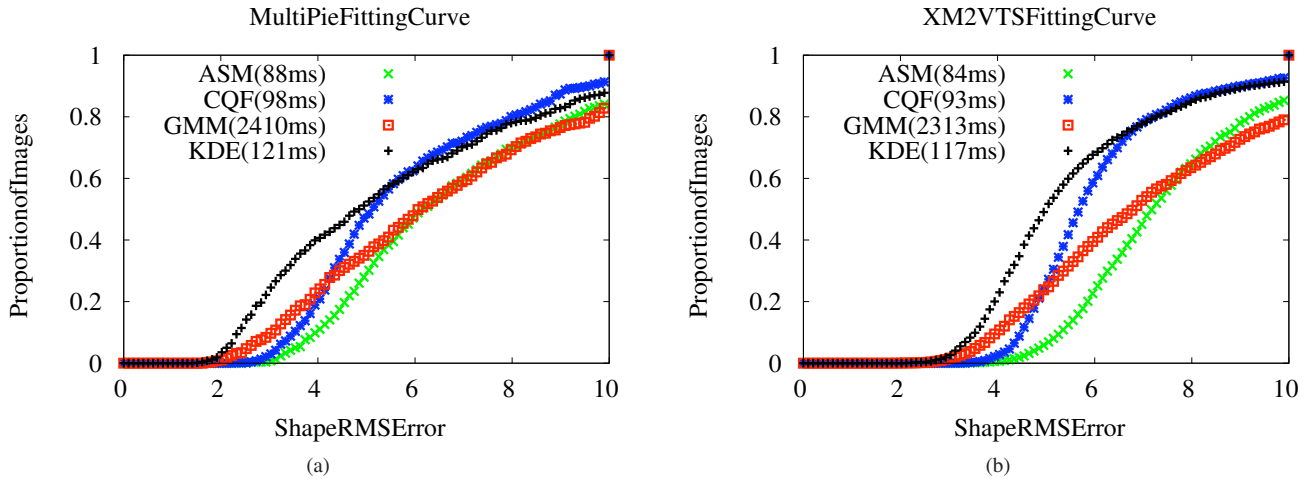 MultiPieFittingCurve
1
0.8
0.6
0.4
0.2
0
ProportionofImages
ASM(88ms)
CQF(98ms)
GMM(2410ms)
KDE(121ms)
0 2 4 6 8 10
ShapeRMSError
(a)
XM2VTSFittingCurve
1
0.8
0.6
0.4
0.2
0
ProportionofImages
ASM(84ms)
CQF(93ms)
GMM(2313ms)
KDE(117ms)
0 2 4 6 8 10
ShapeRMSError
(b)